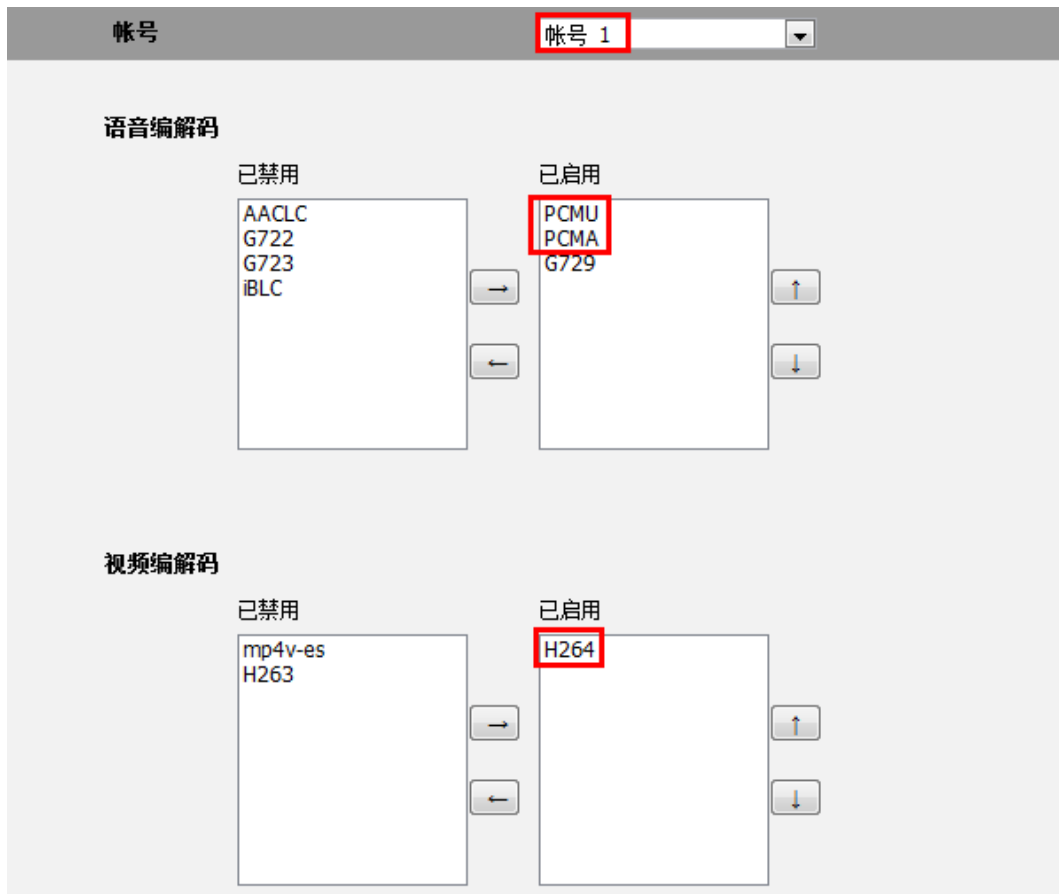 帐号 帐号 1
语音编解码
已禁用 已启用
AACLC PCMU
G722 PCMA
G723 G729
iBLC
→ ↑
← ↓
视频编解码
已禁用 已启用
mp4v-es H264
H263
→ ↑
← ↓